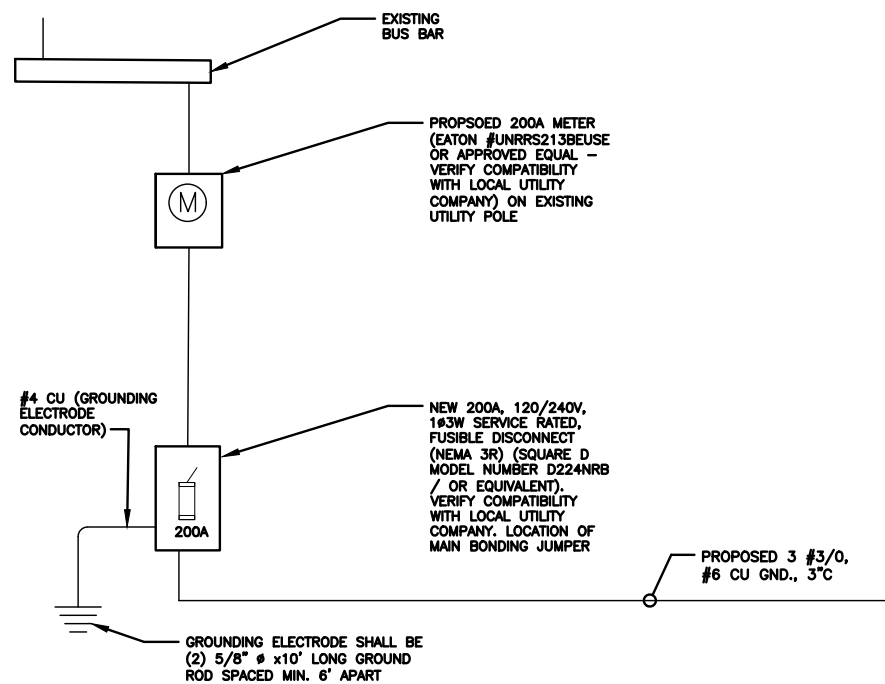 EXISTING
BUS BAR
PROPSOED 200A METER
(EATON #UNRRS213BEUSE
OR APPROVED EQUAL –
VERIFY COMPATIBILITY
WITH LOCAL UTILITY
COMPANY) ON EXISTING
UTILITY POLE
M
#4 CU (GROUNDING
ELECTRODE
CONDUCTOR)
NEW 200A, 120/240V,
1ø3W SERVICE RATED,
FUSIBLE DISCONNECT
(NEMA 3R) (SQUARE D
MODEL NUMBER D224NRB
/ OR EQUIVALENT).
VERIFY COMPATIBILITY
WITH LOCAL UTILITY
COMPANY. LOCATION OF
MAIN BONDING JUMPER
200A
PROPOSED 3 #3/0,
#6 CU GND., 3"C
GROUNDING ELECTRODE SHALL BE
(2) 5/8" ø x10' LONG GROUND
ROD SPACED MIN. 6' APART